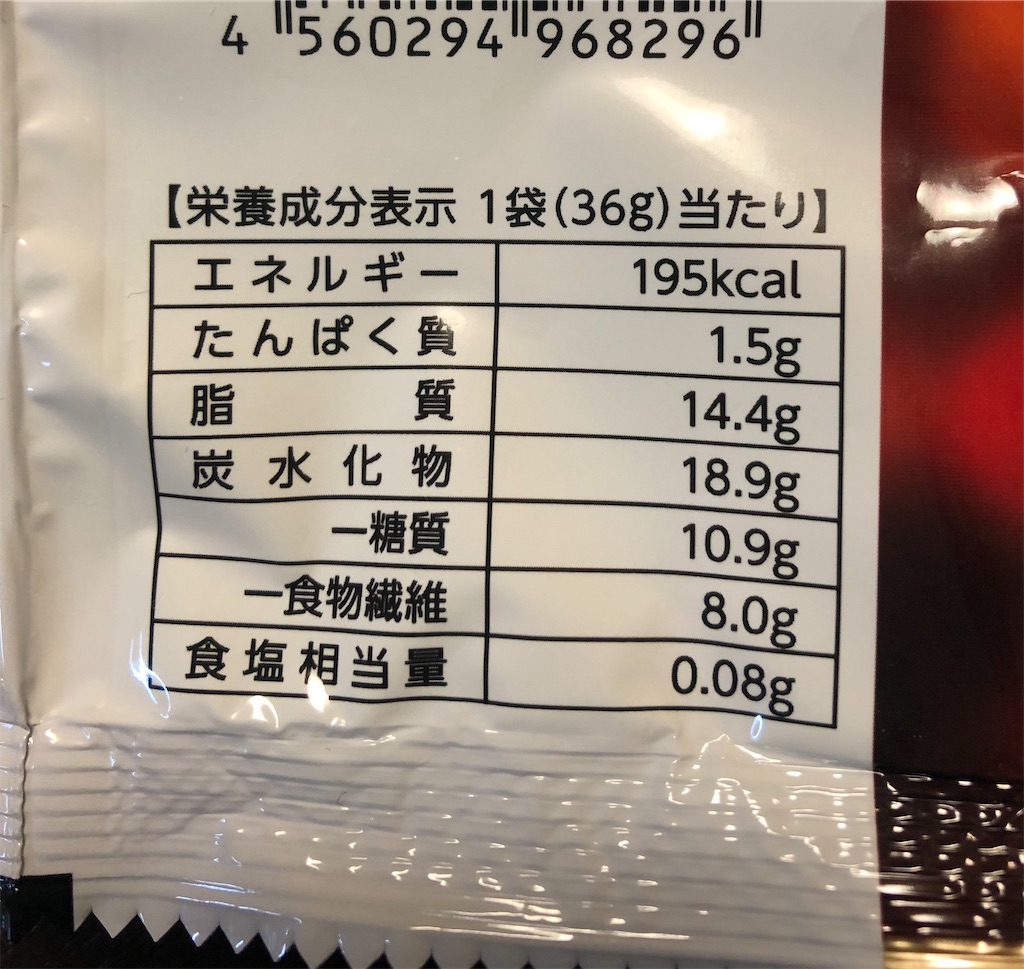 4 560294 968296
【栄養成分表示 1袋(36g)当たり】
エネルギー 195kcal
たんぱく質 1.5g
脂質 14.4g
炭水化物 18.9g
ー糖質 10.9g
ー食物繊維 8.0g
食塩相当量 0.08g